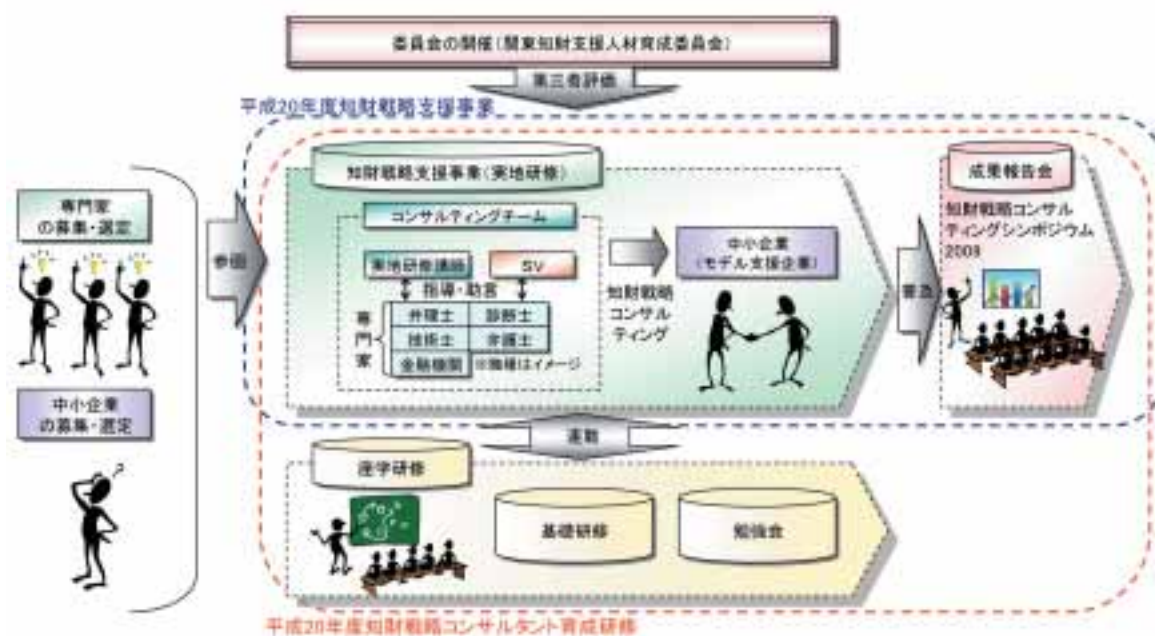 委員会の開催(関東知財支援人材育成委員会)
第三者評価
平成20年度知財戦略支援事業
専門家
の募集・選定
中小企業
の募集・選定
参画
知財戦略支援事業(実地研修)
コンサルティングチーム
実地研修講師
SV
指導・助言
専門家
弁理士
診断士
技術士
弁護士
金融機関
※職種はイメージ
知財戦略
コンサル
ティング
中小企業
(モデル支援企業)
普及
成果報告会
知財戦略コンサル
ティングシンポジウム
2009
連動
座学研修
基礎研修
勉強会
平成20年度知財戦略コンサルタント育成研修